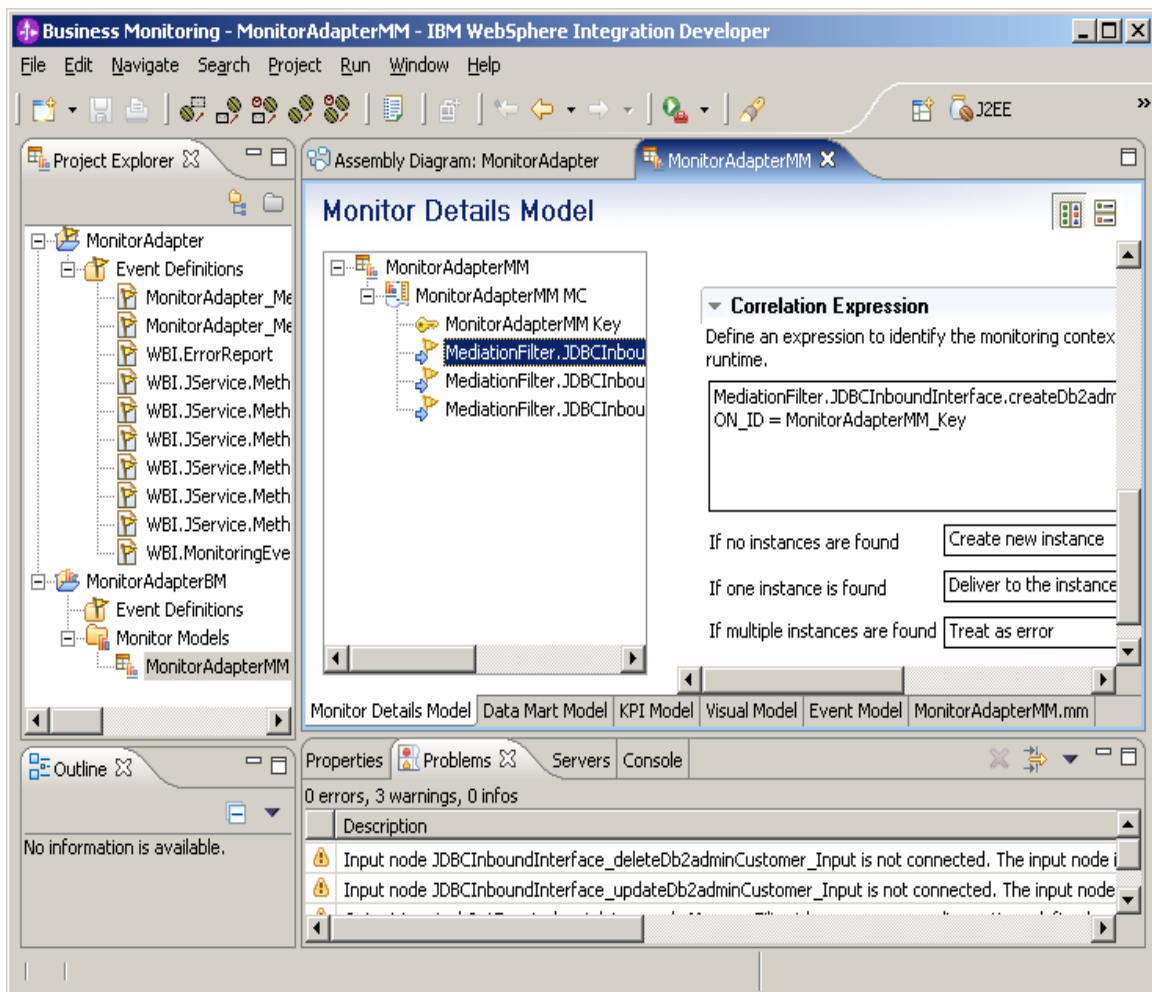 Business Monitoring - MonitorAdapterMM - IBM WebSphere Integration Developer
File Edit Navigate Search Project Run Window Help
J2EE
Project Explorer
MonitorAdapter
Event Definitions
MonitorAdapter_Me
MonitorAdapter_Me
WBI.ErrorReport
WBI.JService.Meth
WBI.JService.Meth
WBI.JService.Meth
WBI.JService.Meth
WBI.JService.Meth
WBI.JService.Meth
WBI.MonitoringEve
MonitorAdapterBM
Event Definitions
Monitor Models
MonitorAdapterMM
Assembly Diagram: MonitorAdapter
MonitorAdapterMM
Monitor Details Model
MonitorAdapterMM
MonitorAdapterMM MC
MonitorAdapterMM Key
MediationFilter.JDBCInbou
MediationFilter.JDBCInbou
MediationFilter.JDBCInbou
Correlation Expression
Define an expression to identify the monitoring contex
runtime.
MediationFilter.JDBCInboundInterface.createDb2adm
ON_ID = MonitorAdapterMM_Key
If no instances are found Create new instance
If one instance is found Deliver to the instance
If multiple instances are found Treat as error
Monitor Details Model Data Mart Model KPI Model Visual Model Event Model MonitorAdapterMM.mm
Outline
No information is available.
Properties Problems Servers Console
0 errors, 3 warnings, 0 infos
Description
Input node JDBCInboundInterface_deleteDb2adminCustomer_Input is not connected. The input node i
Input node JDBCInboundInterface_updateDb2adminCustomer_Input is not connected. The input node